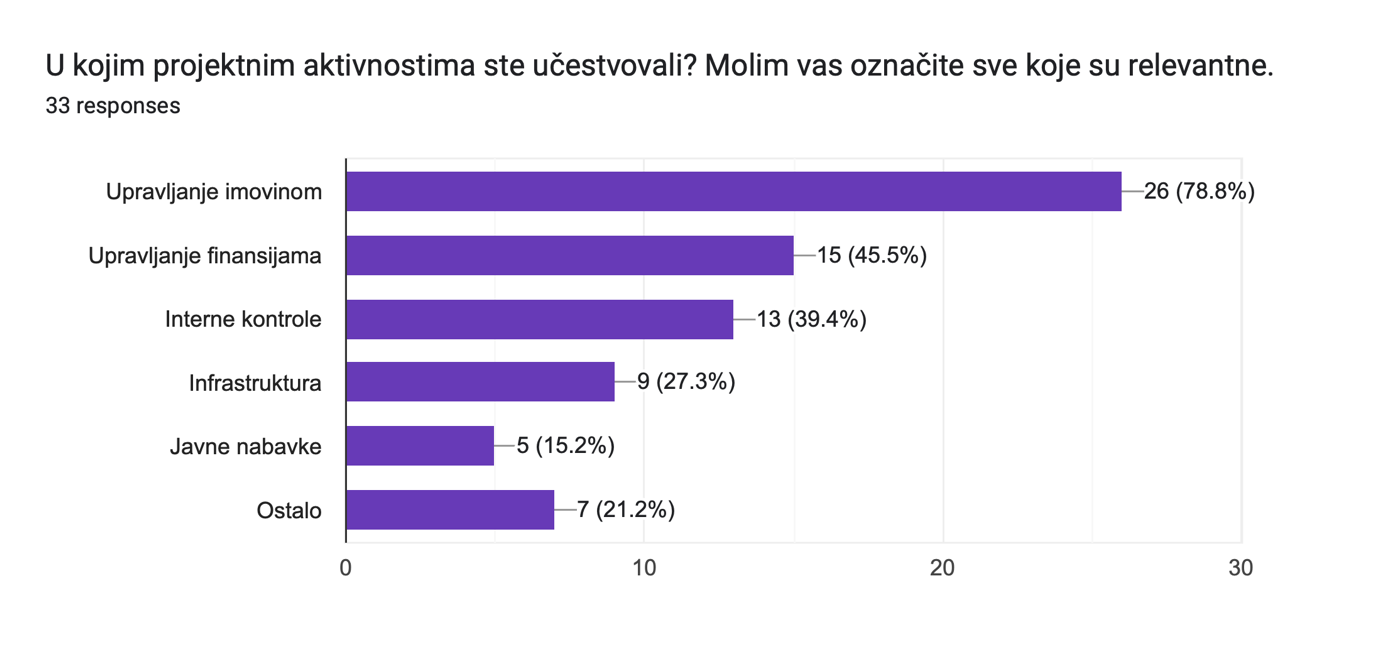 U kojim projektnim aktivnostima ste učestvovali? Molim vas označite sve koje su relevantne.
33 responses
Upravljanje imovinom 26 (78.8%)
Upravljanje finansijama 15 (45.5%)
Interne kontrole 13 (39.4%)
Infrastruktura 9 (27.3%)
Javne nabavke 5 (15.2%)
Ostalo 7 (21.2%)
0 10 20 30